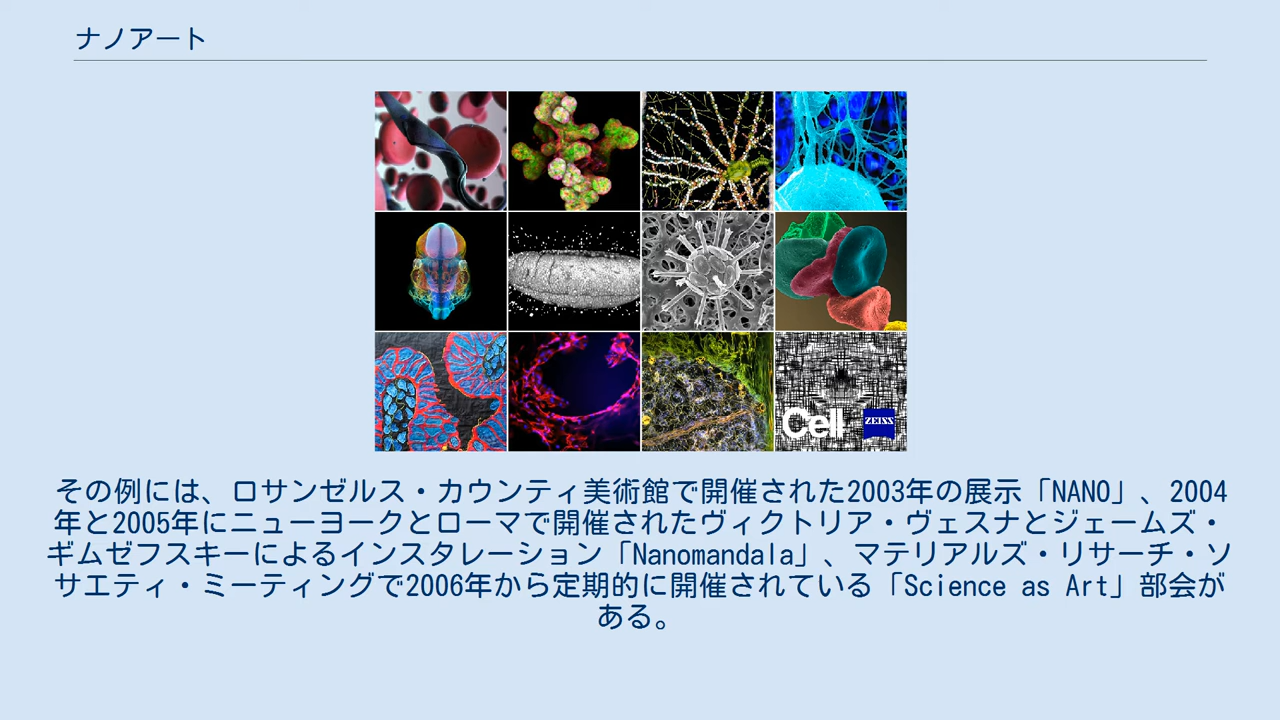 ナノアート
Cell
ZEISS
その例には、ロサンゼルス・カウンティ美術館で開催された2003年の展示「NANO」、2004
年と2005年にニューヨークとローマで開催されたヴィクトリア・ヴェスナとジェームズ・
ギムゼフスキーによるインスタレーション「Nanomandala」、マテリアルズ・リサーチ・ソ
サエティ・ミーティングで2006年から定期的に開催されている「Science as Art」部会が
ある。